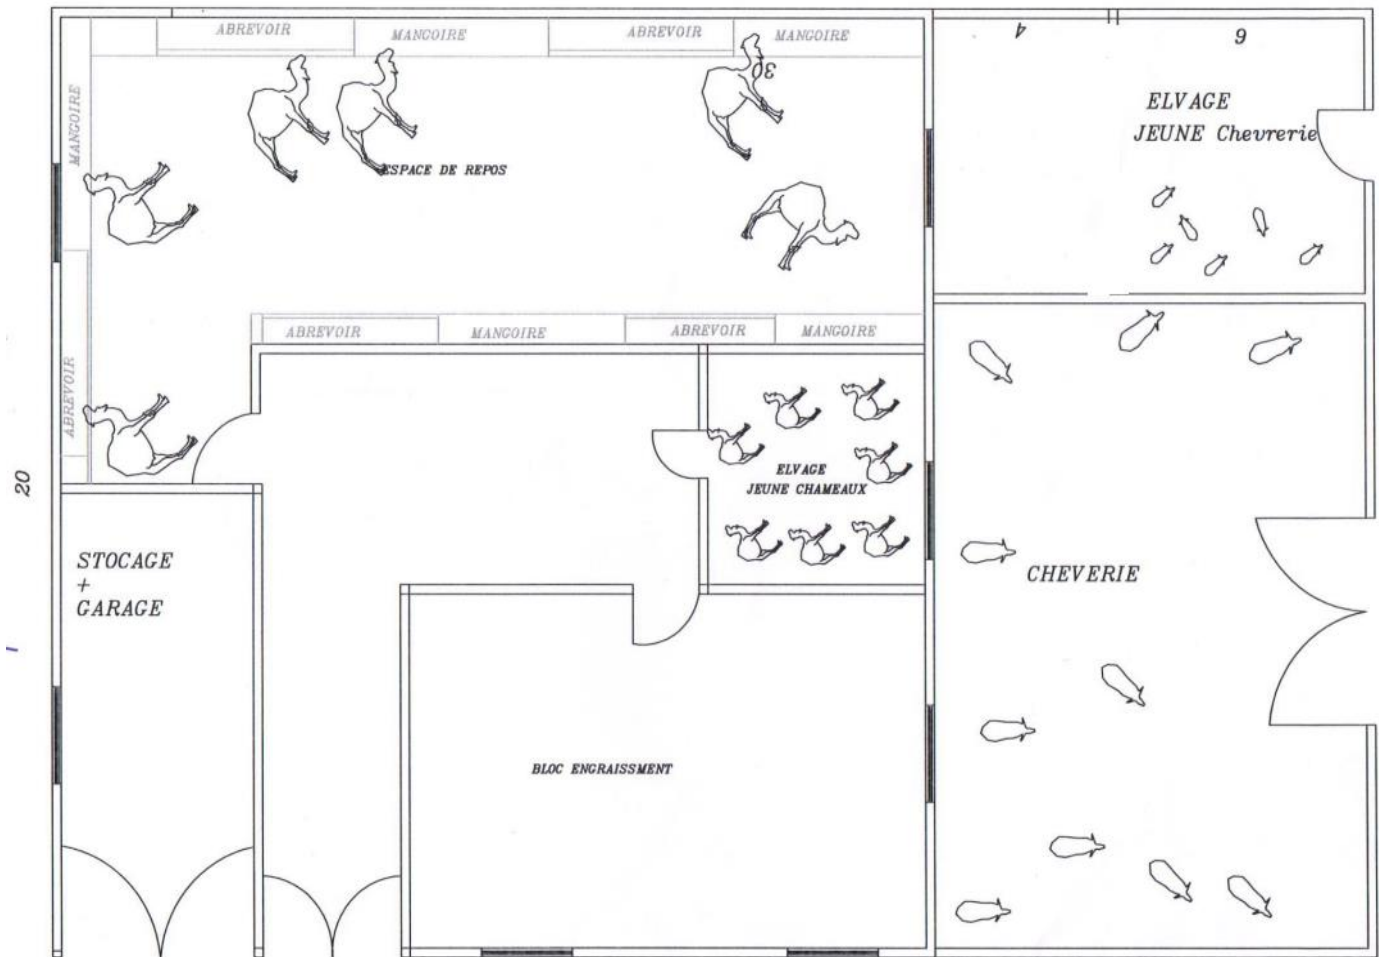 ABREVOIR
MANGOIRE
ABREVOIR
MANGOIRE
4
6
30
MANGOIRE
ELVAGE
JEUNE Chevrerie
ESPACE DE REPOS
ABREVOIR
MANGOIRE
ABREVOIR
MANGOIRE
ABREVOIR
20
ELVAGE
JEUNE CHAMEAUX
STOCAGE
+
GARAGE
CHEVERIE
BLOC ENGRAISSMENT